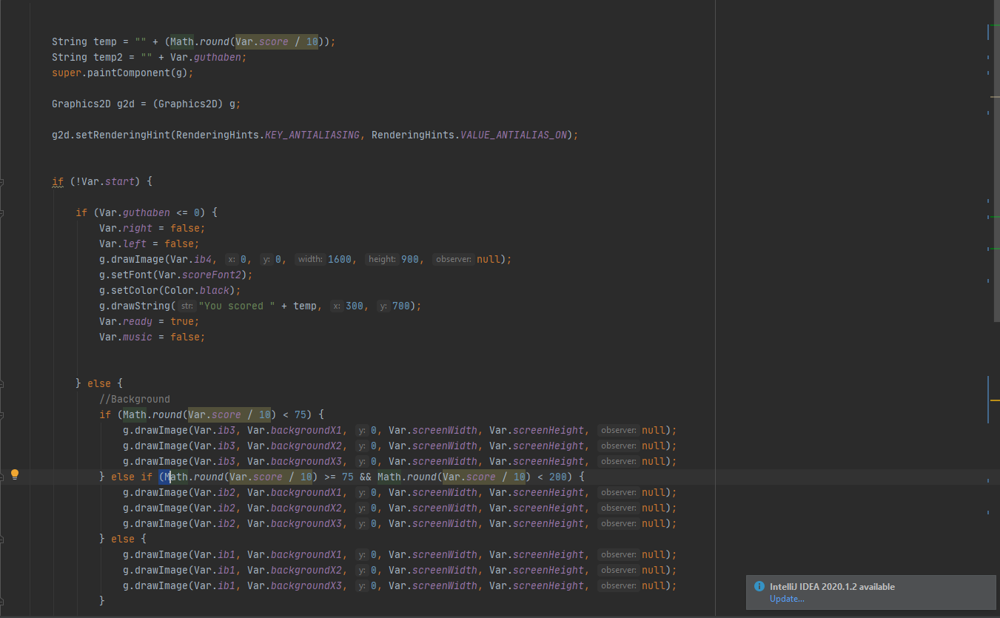 String temp = "" + (Math.round(Var.score / 10));
String temp2 = "" + Var.guthaben;
super.paintComponent(g);
Graphics2D g2d = (Graphics2D) g;
g2d.setRenderingHint(RenderingHints.KEY_ANTIALIASING, RenderingHints.VALUE_ANTIALIAS_ON);
if (!Var.start) {
if (Var.guthaben <= 0) {
Var.right = false;
Var.left = false;
g.drawImage(Var.ib4, x: 0, y: 0, width: 1600, height: 900, observer: null);
g.setFont(Var.scoreFont2);
g.setColor(Color.black);
g.drawString( str: "You scored " + temp, x: 300, y: 700);
Var.ready = true;
Var.music = false;
} else {
//Background
if (Math.round(Var.score / 10) < 75) {
g.drawImage(Var.ib3, Var.backgroundX1, y: 0, Var.screenWidth, Var.screenHeight, observer: null);
g.drawImage(Var.ib3, Var.backgroundX2, y: 0, Var.screenWidth, Var.screenHeight, observer: null);
g.drawImage(Var.ib3, Var.backgroundX3, y: 0, Var.screenWidth, Var.screenHeight, observer: null);
} else if (Math.round(Var.score / 10) >= 75 && Math.round(Var.score / 10) < 200) {
g.drawImage(Var.ib2, Var.backgroundX1, y: 0, Var.screenWidth, Var.screenHeight, observer: null);
g.drawImage(Var.ib2, Var.backgroundX2, y: 0, Var.screenWidth, Var.screenHeight, observer: null);
g.drawImage(Var.ib2, Var.backgroundX3, y: 0, Var.screenWidth, Var.screenHeight, observer: null);
} else {
g.drawImage(Var.ib1, Var.backgroundX1, y: 0, Var.screenWidth, Var.screenHeight, observer: null);
g.drawImage(Var.ib1, Var.backgroundX2, y: 0, Var.screenWidth, Var.screenHeight, observer: null);
g.drawImage(Var.ib1, Var.backgroundX3, y: 0, Var.screenWidth, Var.screenHeight, observer: null);
}
IntelliJ IDEA 2020.1.2 available
Update...